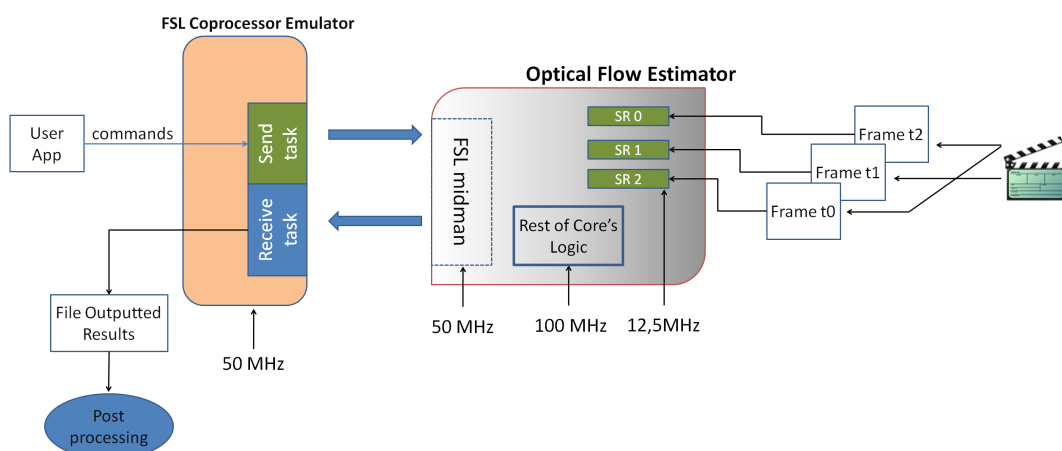 FSL Coprocessor Emulator
User
App
commands
Send
task
Receive
task
File Outputted
Results
Post
processing
50 MHz
Optical Flow Estimator
FSL midman
SR 0
SR 1
SR 2
Rest of Core's
Logic
50 MHz
100 MHz
12,5MHz
Frame t2
Frame t1
Frame t0